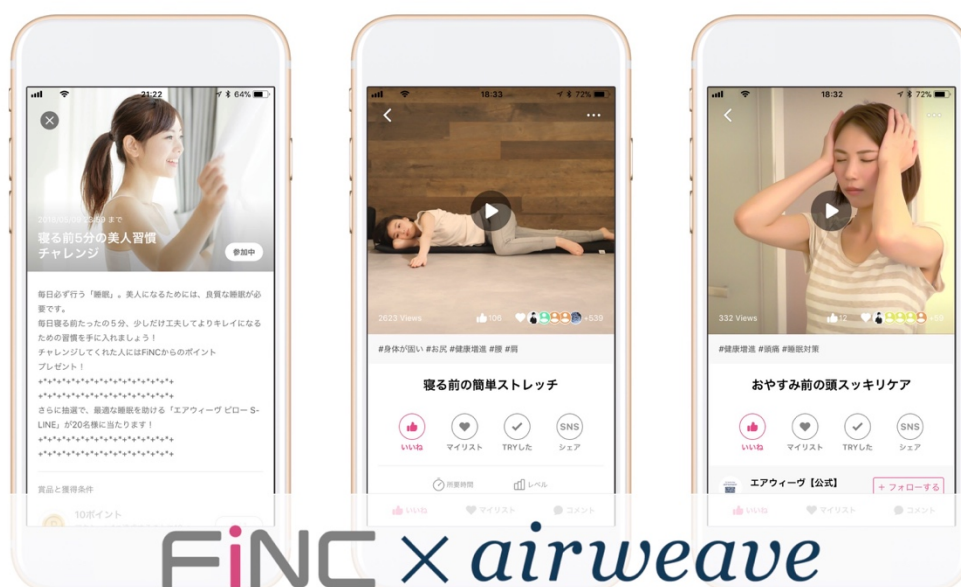 21:22
64%
2018/05/08 23:59 まで
寝る前5分の美人習慣
チャレンジ
参加中
毎日必ず行う「睡眠」。美人になるためには、良質な睡眠が必
要です。
毎日寝る前たったの5分、少しだけ工夫してよりキレイになる
ための習慣を手に入れましょう!
チャレンジしてくれた人にはFiNCからのポイント
プレゼント!
+*+*+*+*+*+*+*+*+*+*+*+*+*+*+
+*+*+*+*+*+*+*+*+*+*+*+*+*+*+
さらに抽選で、最適な睡眠を助ける「エアウィーヴ ピロー S-
LINE」が20名様に当たります!
+*+*+*+*+*+*+*+*+*+*+*+*+*+*+
+*+*+*+*+*+*+*+*+*+*+*+*+*+*+
賞品と獲得条件
10ポイント
18:33
72%
2623 Views
106
+539
#身体が固い #お尻 #健康増進 #腰 #肩
寝る前の簡単ストレッチ
いいね
マイリスト
TRYした
SNS
シェア
所要時間
レベル
いいね
マイリスト
コメント
18:32
72%
332 Views
12
#健康増進 #頭痛 #睡眠対策
おやすみ前の頭スッキリケア
いいね
マイリスト
TRYした
SNS
シェア
エアウィーヴ【公式】
+ フォローする
いいね
マイリスト
コメント
FiNC × airweave